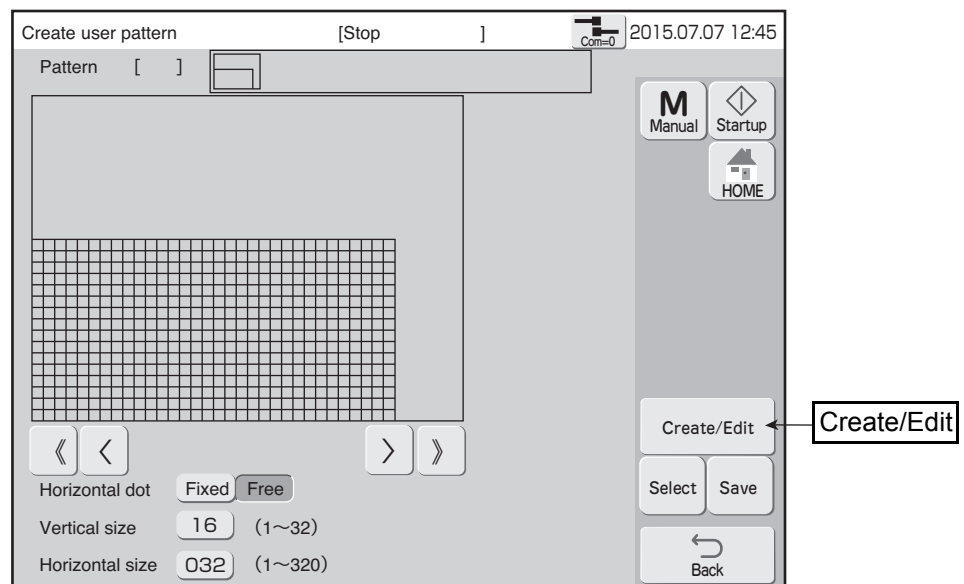 Create user pattern [Stop ] Com=0 2015.07.07 12:45
Pattern [ ]
M
Manual
Startup
HOME
《 〈 〉 》
Create/Edit
Create/Edit
Horizontal dot Fixed Free
Select Save
Vertical size 16 (1～32)
Horizontal size 032 (1～320)
Back